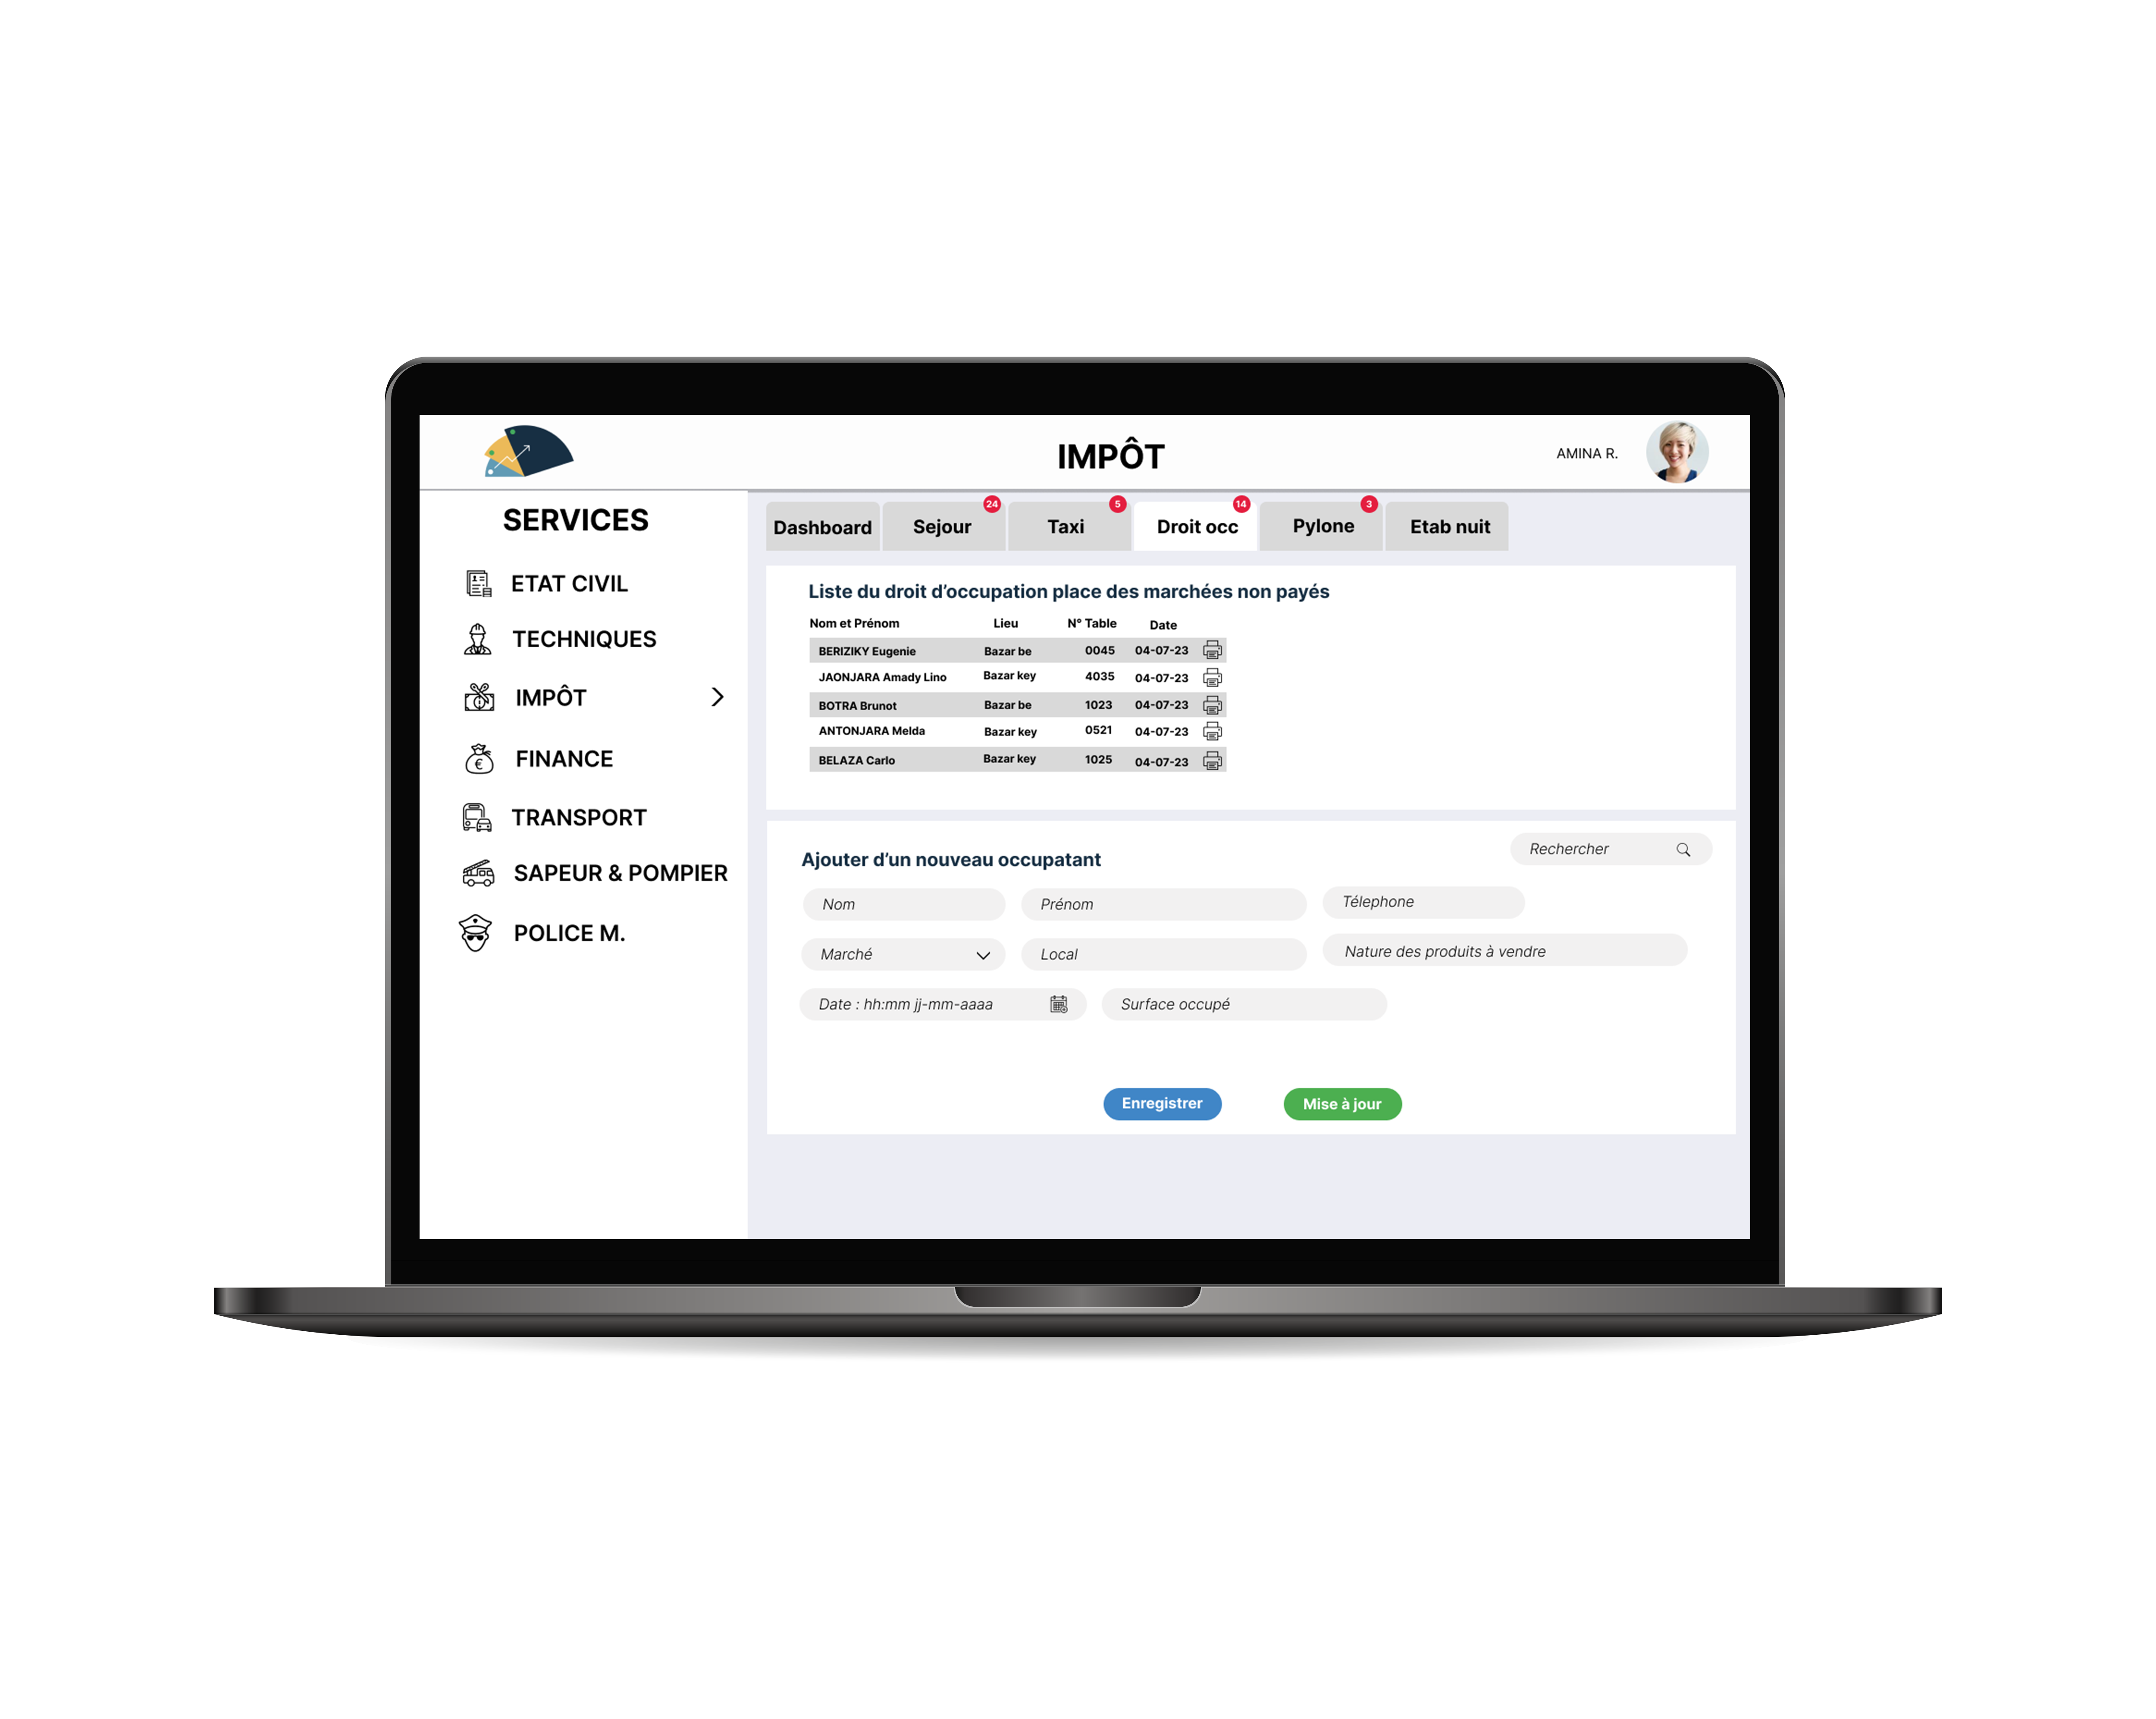 IMPÔT
AMINA R.
SERVICES
ETAT CIVIL
TECHNIQUES
IMPÔT
FINANCE
€
TRANSPORT
SAPEUR & POMPIER
POLICE M.
Dashboard
Sejour 24
Taxi 5
Droit occ 14
Pylone 3
Etab nuit
Liste du droit d’occupation place des marchées non payés
Nom et Prénom Lieu N° Table Date
BERIZIKY Eugenie Bazar be 0045 04-07-23
JAONJARA Amady Lino Bazar key 4035 04-07-23
BOTRA Brunot Bazar be 1023 04-07-23
ANTONJARA Melda Bazar key 0521 04-07-23
BELAZA Carlo Bazar key 1025 04-07-23
Rechercher
Ajouter d’un nouveau occupatant
Nom Prénom Télephone
Marché Local Nature des produits à vendre
Date : hh:mm jj-mm-aaaa Surface occupé
Enregistrer Mise à jour